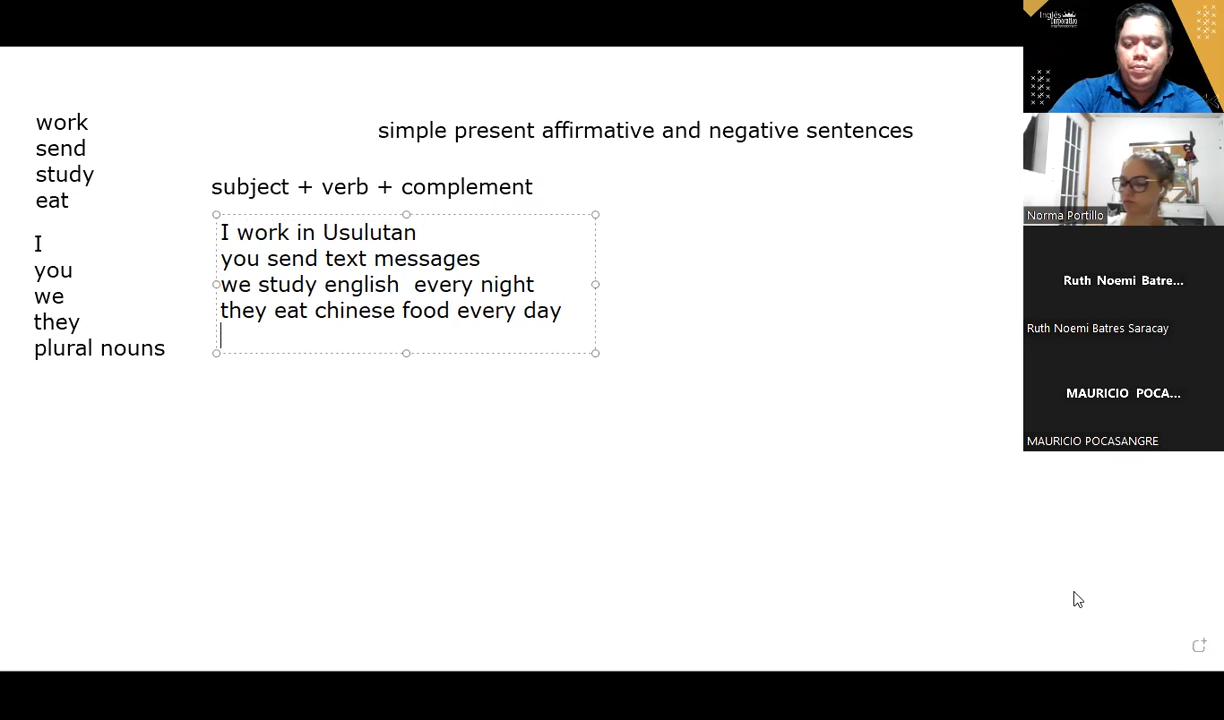 work
send
study
eat
I
you
we
they
plural nouns
simple present affirmative and negative sentences
subject + verb + complement
I work in Usulutan
you send text messages
we study english  every night
they eat chinese food every day
Inglés
Corporativo
Norma Portillo
Ruth Noemi Batre...
Ruth Noemi Batres Saracay
MAURICIO POCA...
MAURICIO POCASANGRE